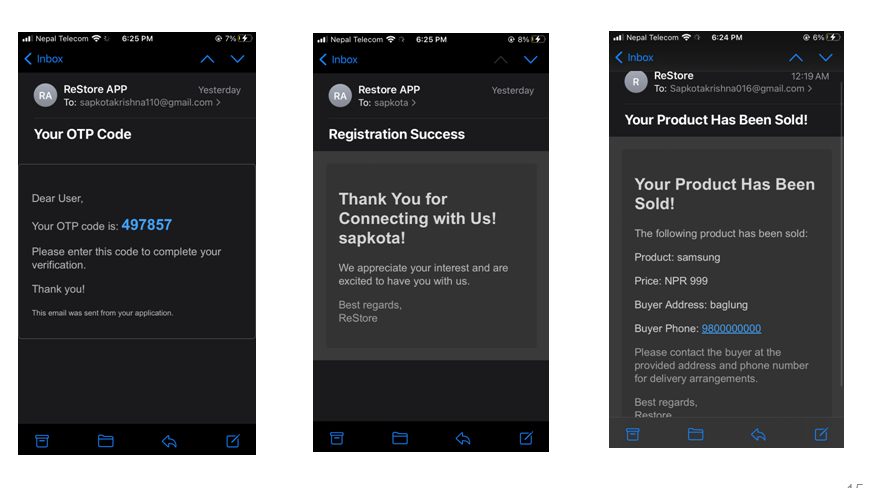 Nepal Telecom 6:25 PM 7%
Inbox
RA
ReStore APP Yesterday
To: sapkotakrishna110@gmail.com >
Your OTP Code
Dear User,
Your OTP code is: 497857
Please enter this code to complete your
verification.
Thank you!
This email was sent from your application.
Nepal Telecom 6:25 PM 8%
Inbox
RA
Restore APP Yesterday
To: sapkota >
Registration Success
Thank You for
Connecting with Us!
sapkota!
We appreciate your interest and are
excited to have you with us.
Best regards,
ReStore
Nepal Telecom 6:24 PM 6%
Inbox
R
ReStore 12:19 AM
To: Sapkotakrishna016@gmail.com >
Your Product Has Been Sold!
Your Product Has Been
Sold!
The following product has been sold:
Product: samsung
Price: NPR 999
Buyer Address: baglung
Buyer Phone: 9800000000
Please contact the buyer at the
provided address and phone number
for delivery arrangements.
Best regards,
Restore